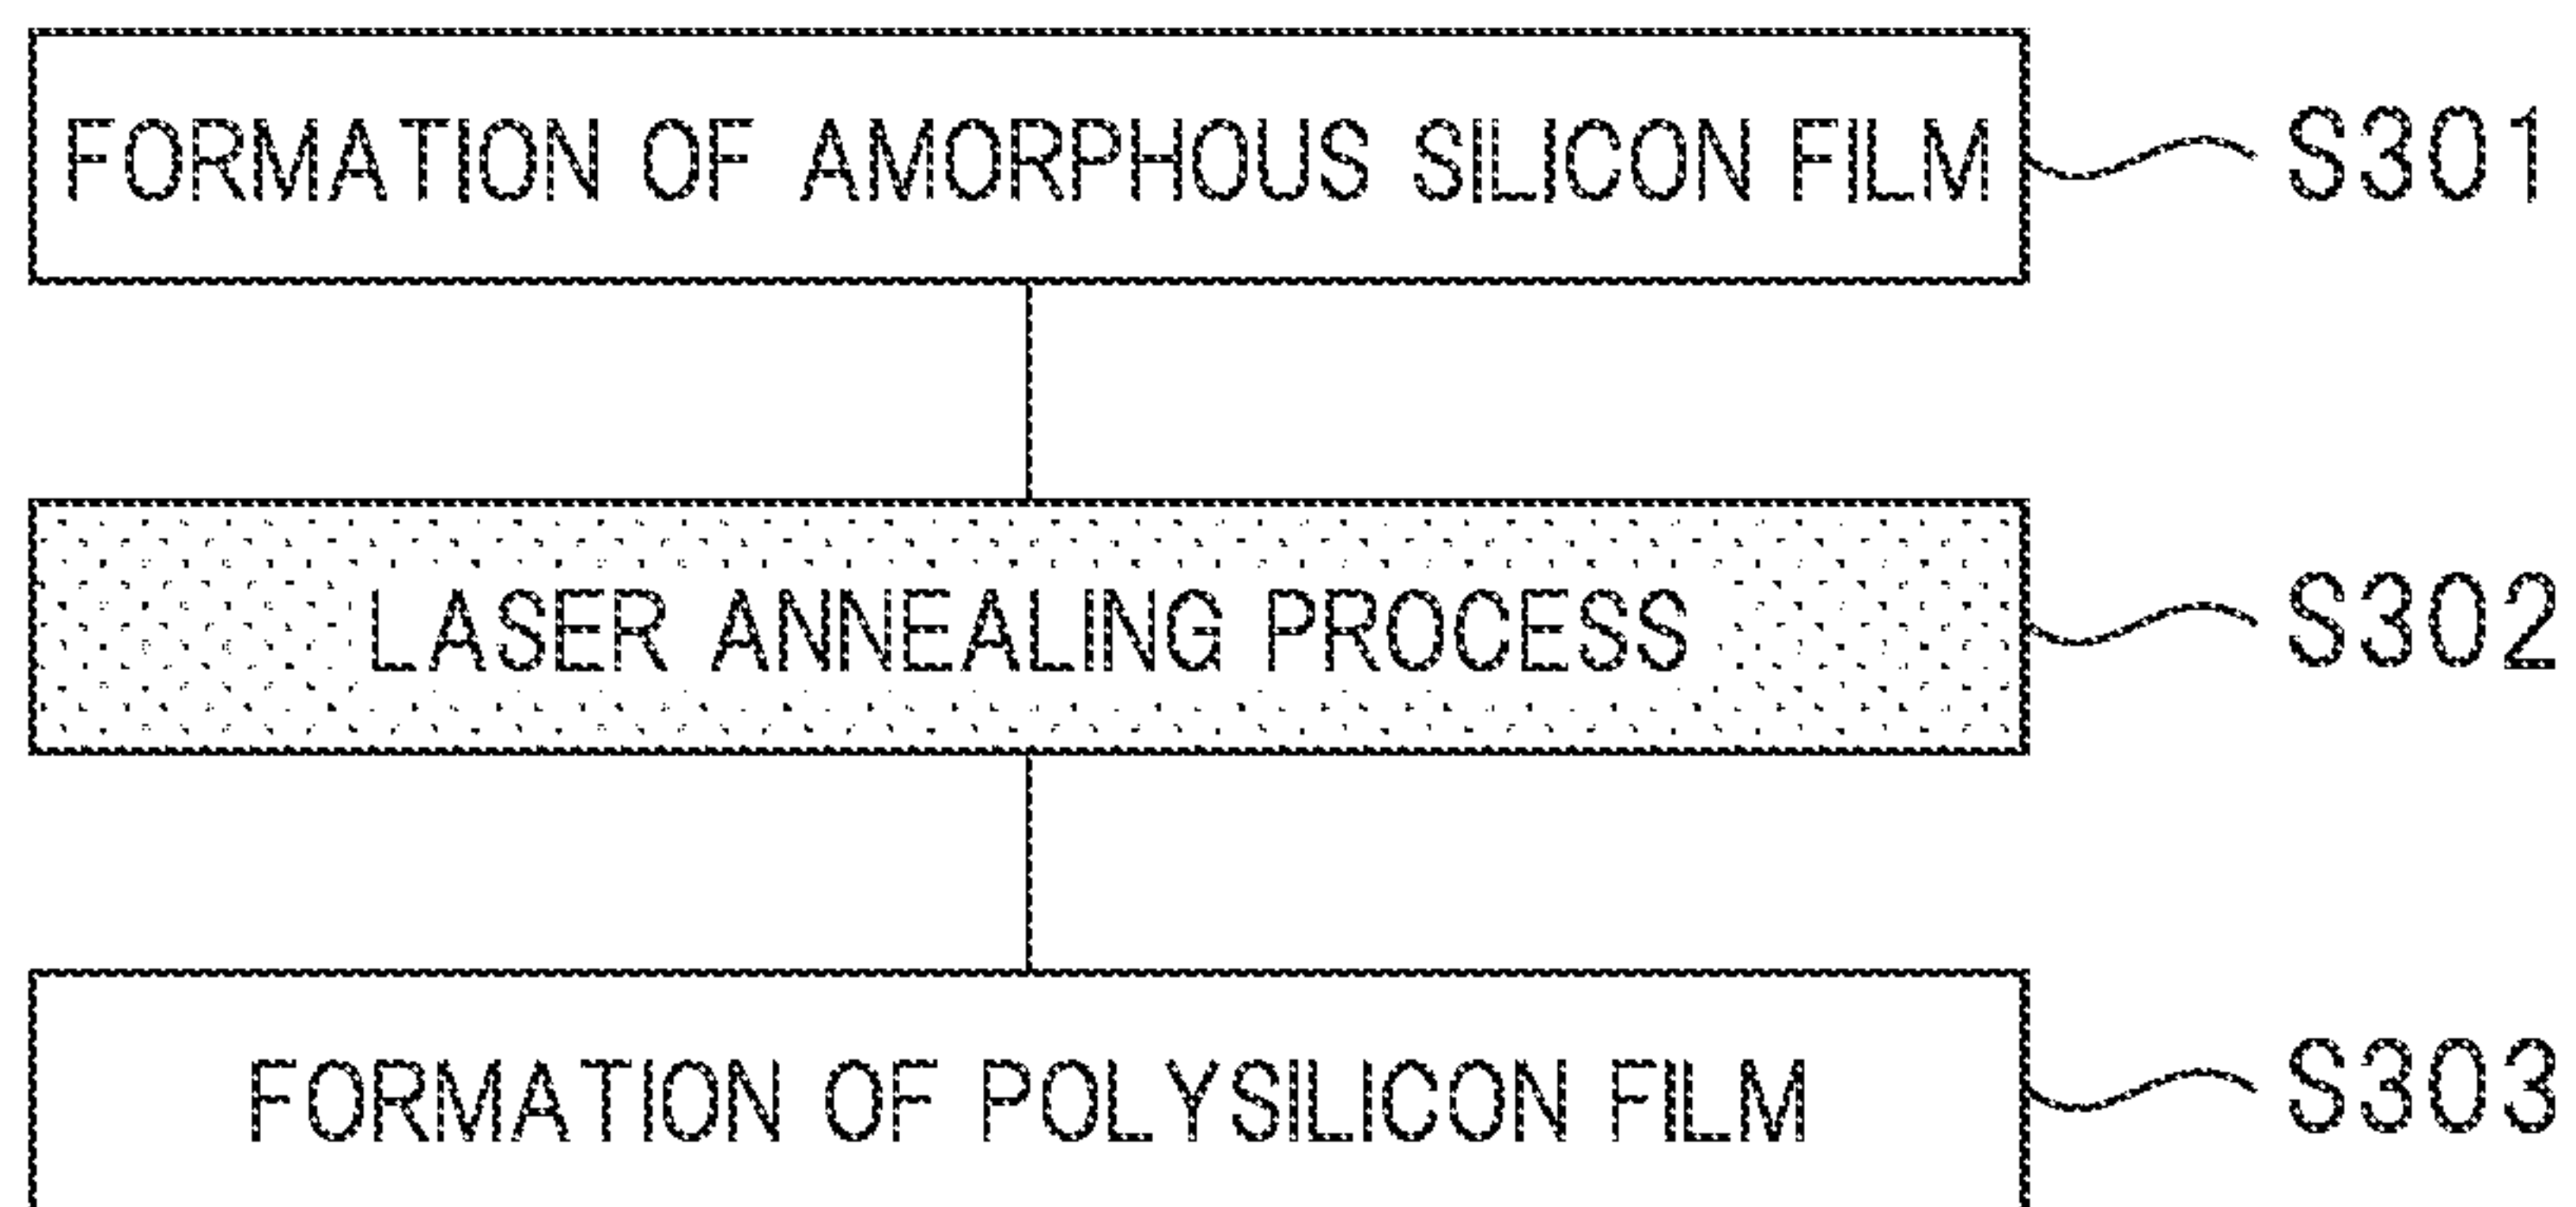 FORMATION OF AMORPHOUS SILICON FILM S301
LASER ANNEALING PROCESS S302
FORMATION OF POLYSILICON FILM S303